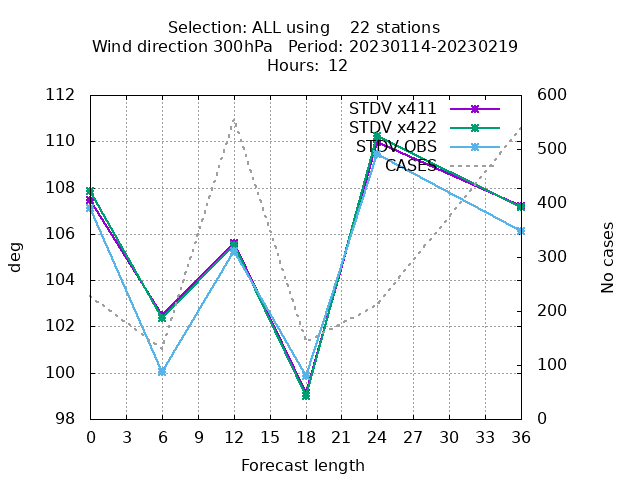 Selection: ALL using    22 stations
Wind direction 300hPa   Period: 20230114-20230219
Hours:  12
STDV x411
STDV x422
STDV OBS
CASES
deg
No cases
112
110
108
106
104
102
100
98
600
500
400
300
200
100
0
0 3 6 9 12 15 18 21 24 27 30 33 36
Forecast length